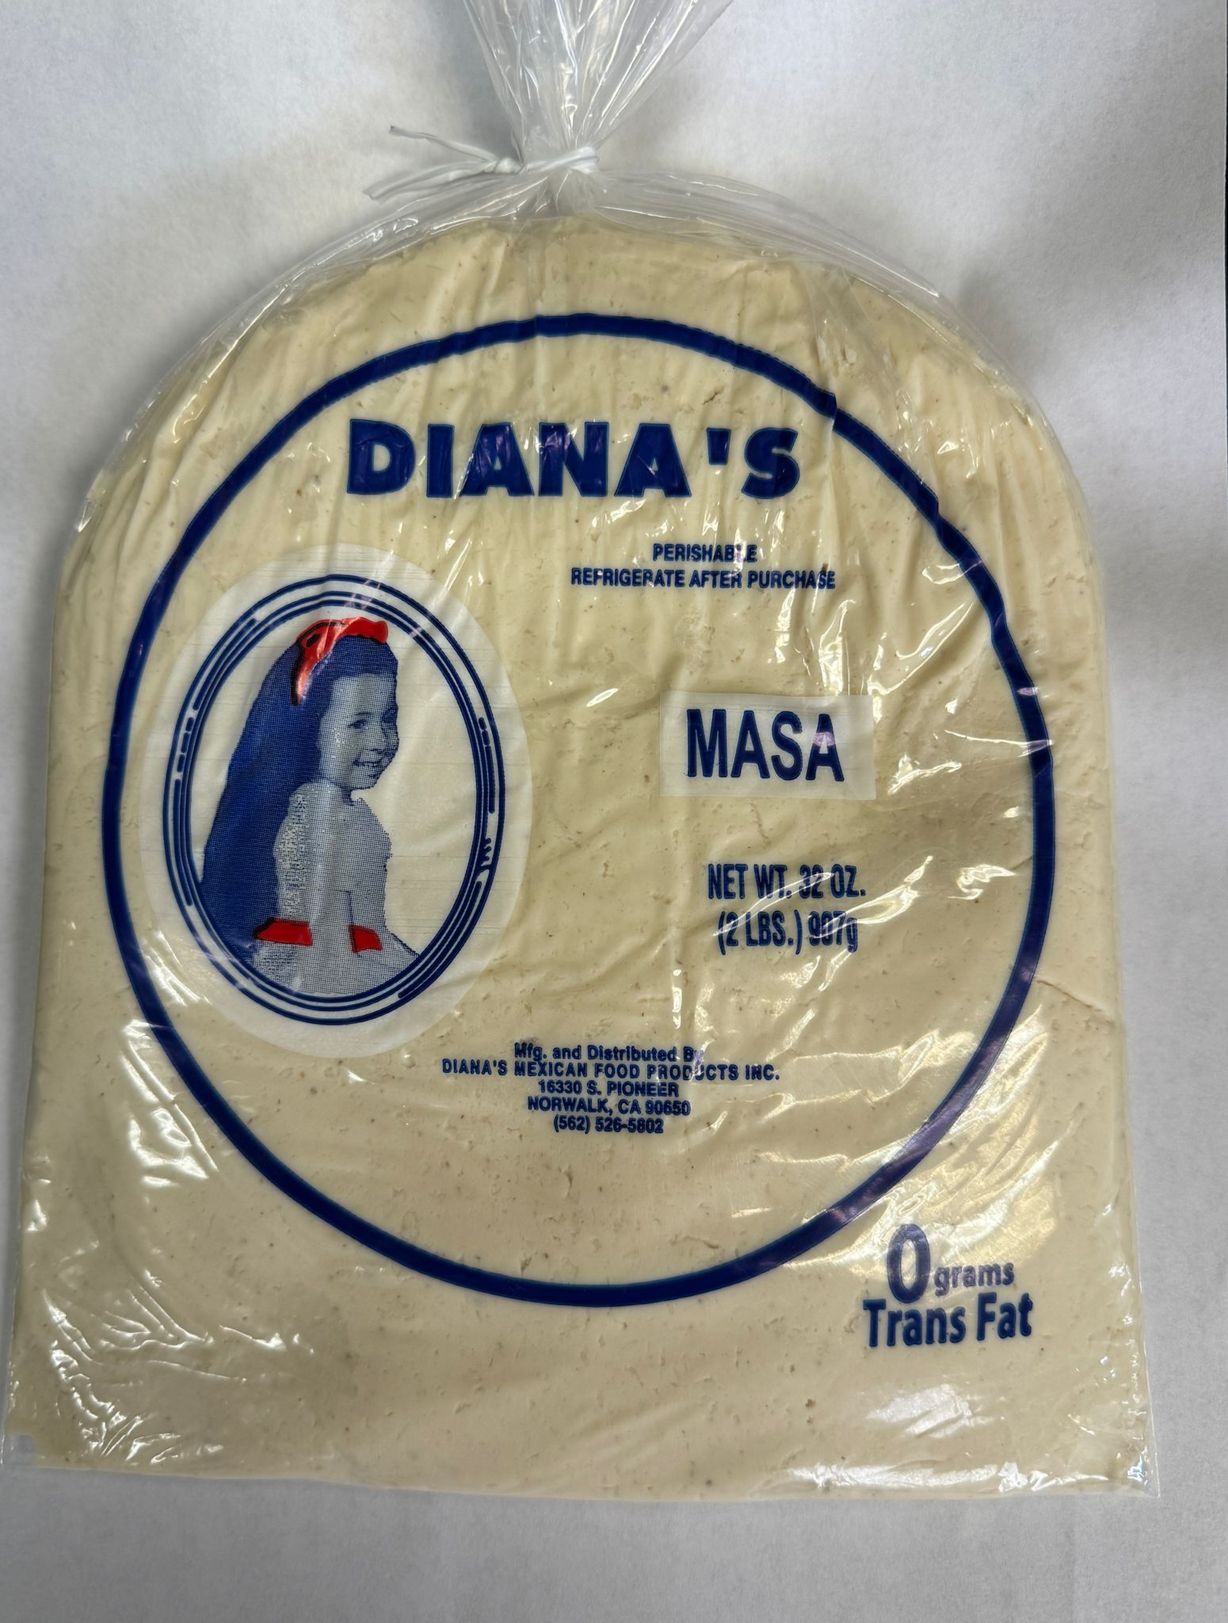 DIANA'S
PERISHABLE
REFRIGERATE AFTER PURCHASE
MASA
NET WT. 32 OZ.
(2 LBS.) 907g
Mfg. and Distributed By
DIANA'S MEXICAN FOOD PRODUCTS INC.
16330 S. PIONEER
NORWALK, CA 90650
(562) 526-5802
0 grams
Trans Fat